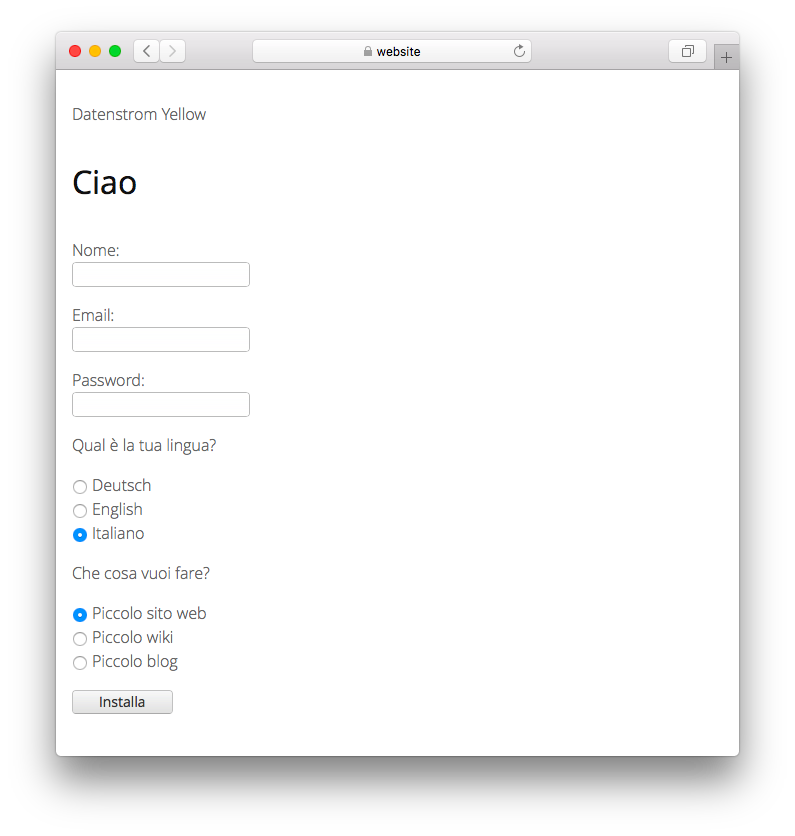 website
Datenstrom Yellow
Ciao
Nome:
Email:
Password:
Qual è la tua lingua?
Deutsch
English
Italiano
Che cosa vuoi fare?
Piccolo sito web
Piccolo wiki
Piccolo blog
Installa